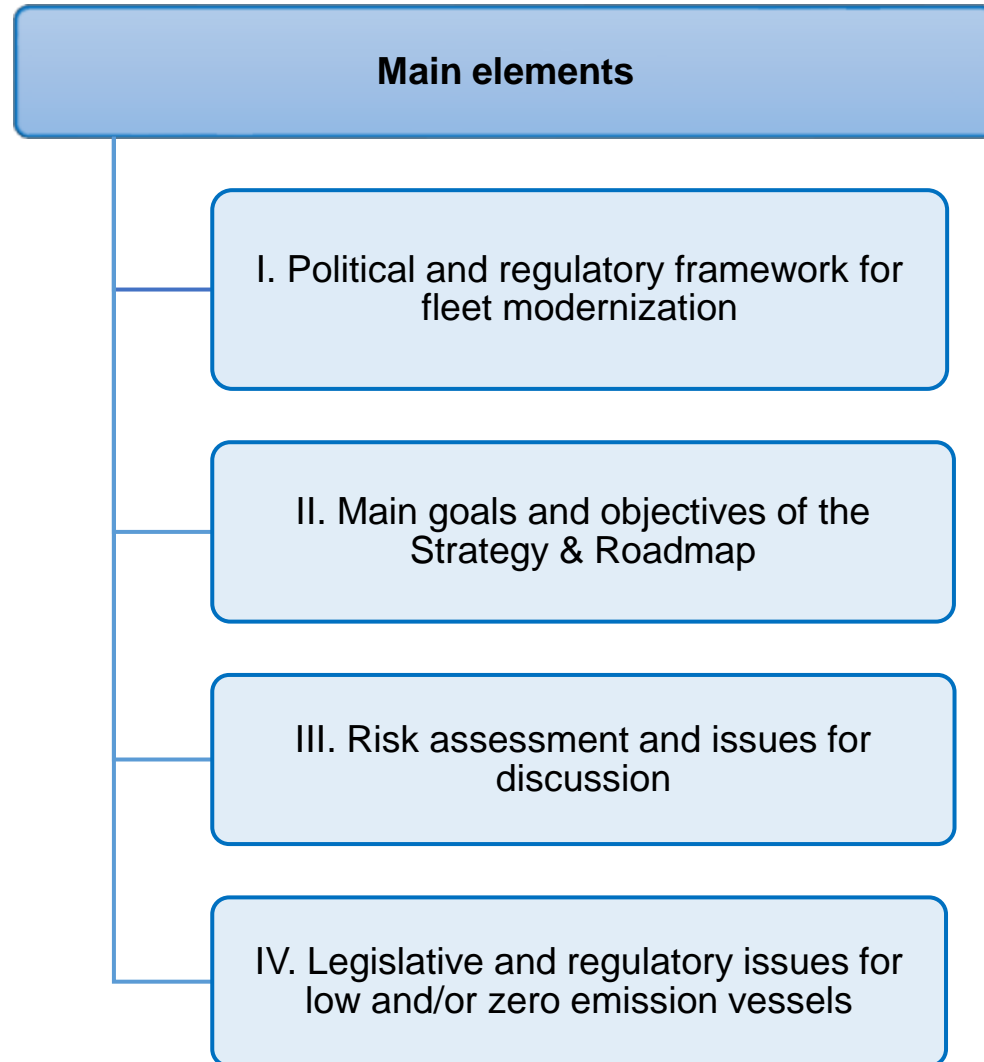 Main elements
I. Political and regulatory framework for
fleet modernization
II. Main goals and objectives of the
Strategy & Roadmap
III. Risk assessment and issues for
discussion
IV. Legislative and regulatory issues for
low and/or zero emission vessels